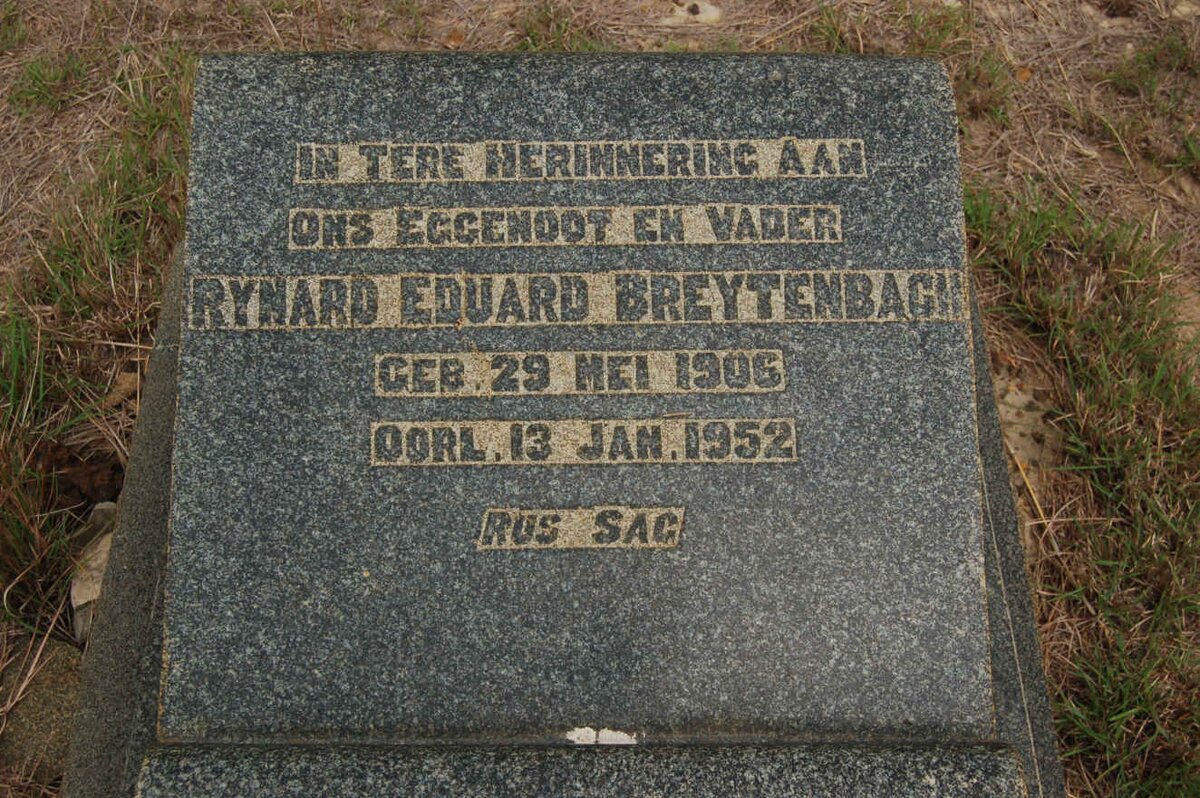 IN TERE HERINNERING AAN
ONS EGGENOOT EN VADER
RYNARD EDUARD BREYTENBACH
GEB. 29 MEI 1906
OORL. 13 JAN. 1952
RUS SAG